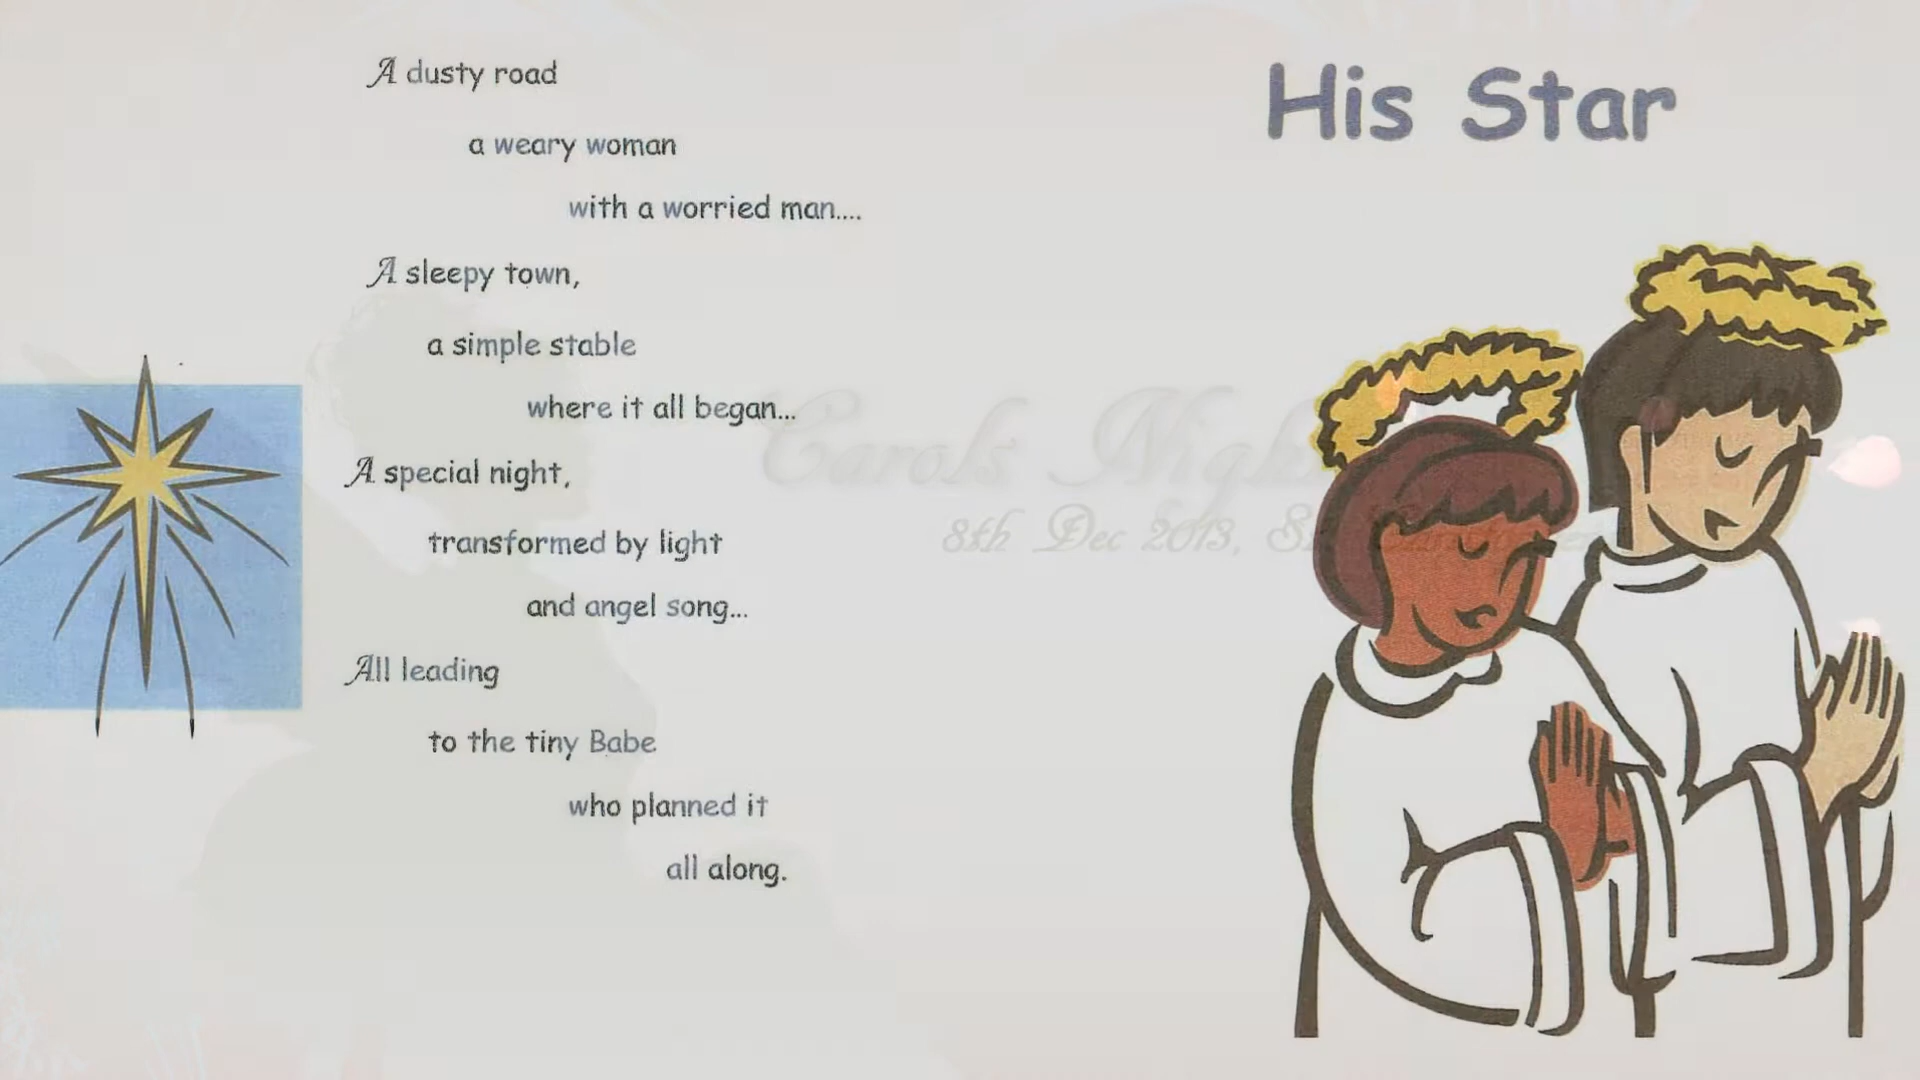 A dusty road
a weary woman
with a worried man....
A sleepy town,
a simple stable
where it all began...
A special night,
transformed by light
and angel song...
All leading
to the tiny Babe
who planned it
all along.
His Star
Carols Night
8th Dec 2013,